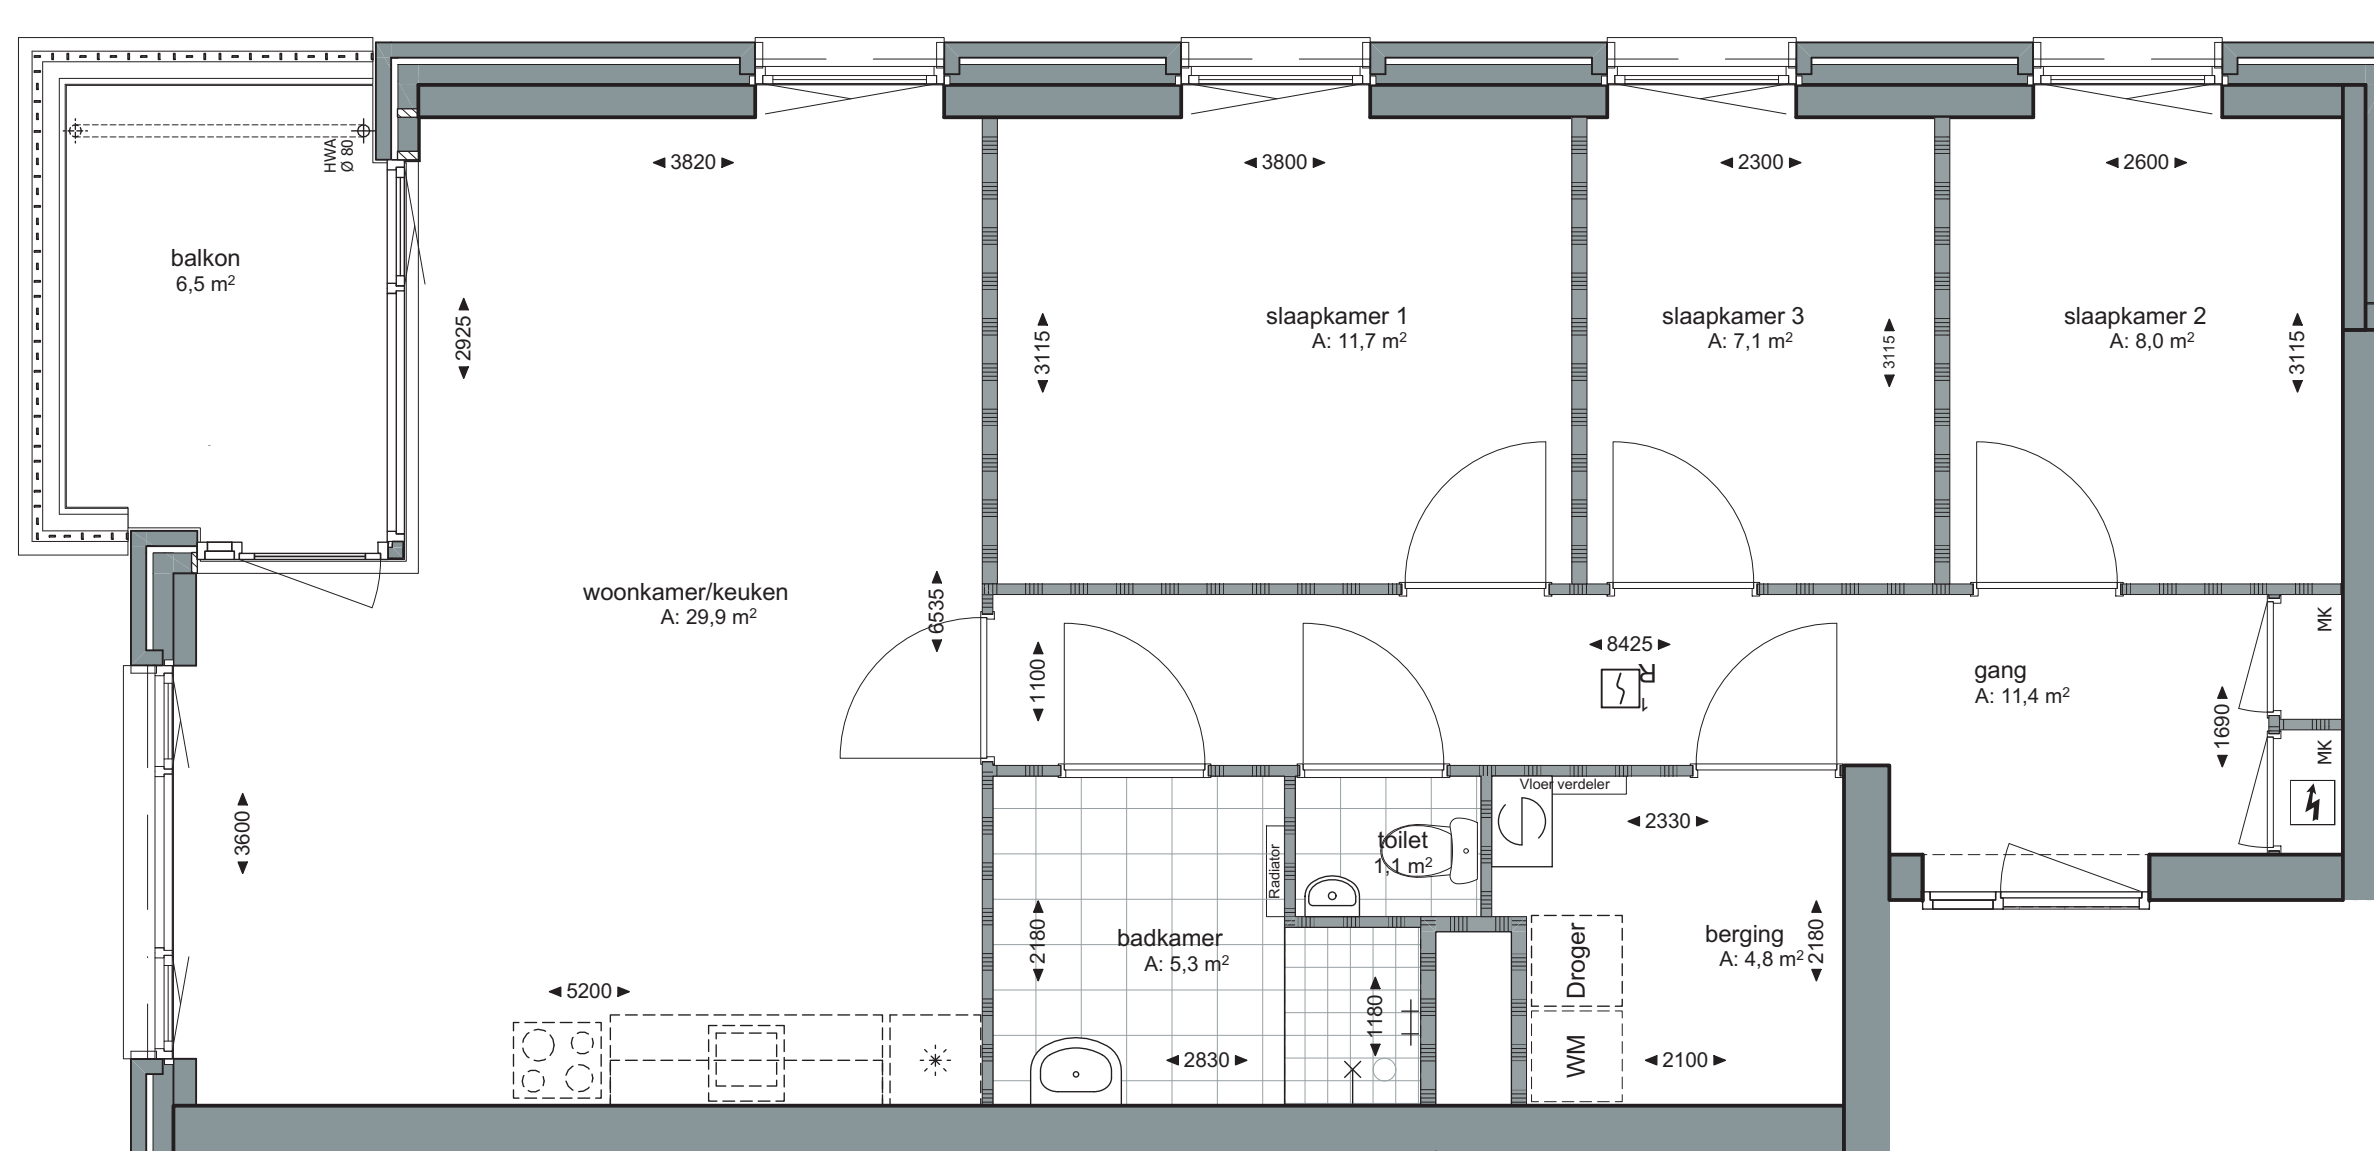 HWA
Ø 80
3820
3800
2300
2600
balkon
6,5 m²
2925
3115
slaapkamer 1
A: 11,7 m²
slaapkamer 3
A: 7,1 m²
3115
slaapkamer 2
A: 8,0 m²
3115
woonkamer/keuken
A: 29,9 m²
6535
1100
8425
R
1
gang
A: 11,4 m²
1690
MK
MK
3600
Vloer verdeler
2330
toilet
1,1 m²
Radiator
2180
badkamer
A: 5,3 m²
Droger
berging
A: 4,8 m²
2180
5200
1180
2830
WM
2100